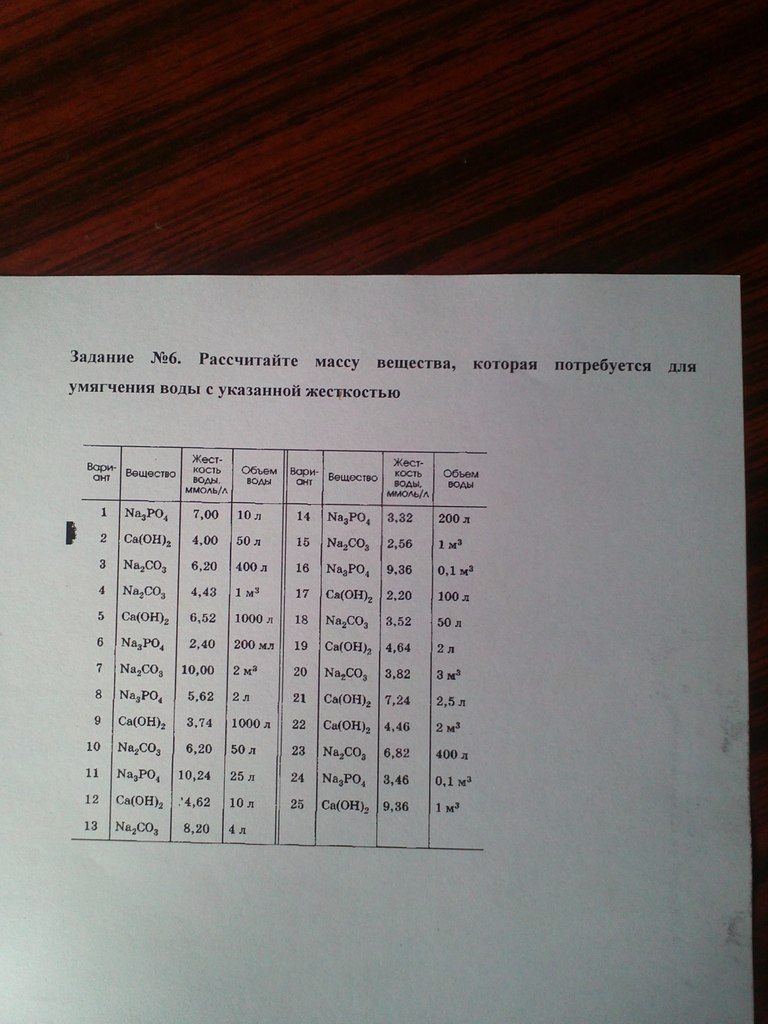 Задание №6. Рассчитайте массу вещества, которая потребуется для
умягчения воды с указанной жесткостью
Вари-ант Вещество Жест-кость воды, ммоль/л Объем воды Вари-ант Вещество Жест-кость воды, ммоль/л Объем воды
1 Na₃PO₄ 7,00 10 л 14 Na₃PO₄ 3,32 200 л
2 Ca(OH)₂ 4,00 50 л 15 Na₂CO₃ 2,56 1 м³
3 Na₂CO₃ 6,20 400 л 16 Na₃PO₄ 9,36 0,1 м³
4 Na₂CO₃ 4,43 1 м³ 17 Ca(OH)₂ 2,20 100 л
5 Ca(OH)₂ 6,52 1000 л 18 Na₂CO₃ 3,52 50 л
6 Na₃PO₄ 2,40 200 мл 19 Ca(OH)₂ 4,64 2 л
7 Na₂CO₃ 10,00 2 м³ 20 Na₂CO₃ 3,82 3 м³
8 Na₃PO₄ 5,62 2 л 21 Ca(OH)₂ 7,24 2,5 л
9 Ca(OH)₂ 3,74 1000 л 22 Ca(OH)₂ 4,46 2 м³
10 Na₂CO₃ 6,20 50 л 23 Na₂CO₃ 6,82 400 л
11 Na₃PO₄ 10,24 25 л 24 Na₃PO₄ 3,46 0,1 м³
12 Ca(OH)₂ 4,62 10 л 25 Ca(OH)₂ 9,36 1 м³
13 Na₂CO₃ 8,20 4 л